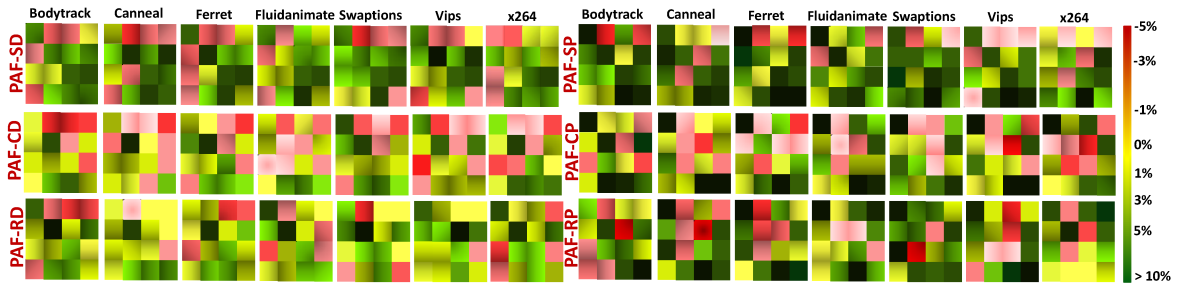 Bodytrack Canneal Ferret Fluidanimate Swaptions Vips x264
Bodytrack Canneal Ferret Fluidanimate Swaptions Vips x264
PAF-SD
PAF-CD
PAF-RD
PAF-SP
PAF-CP
PAF-RP
-5%
-3%
-1%
0%
1%
3%
5%
> 10%